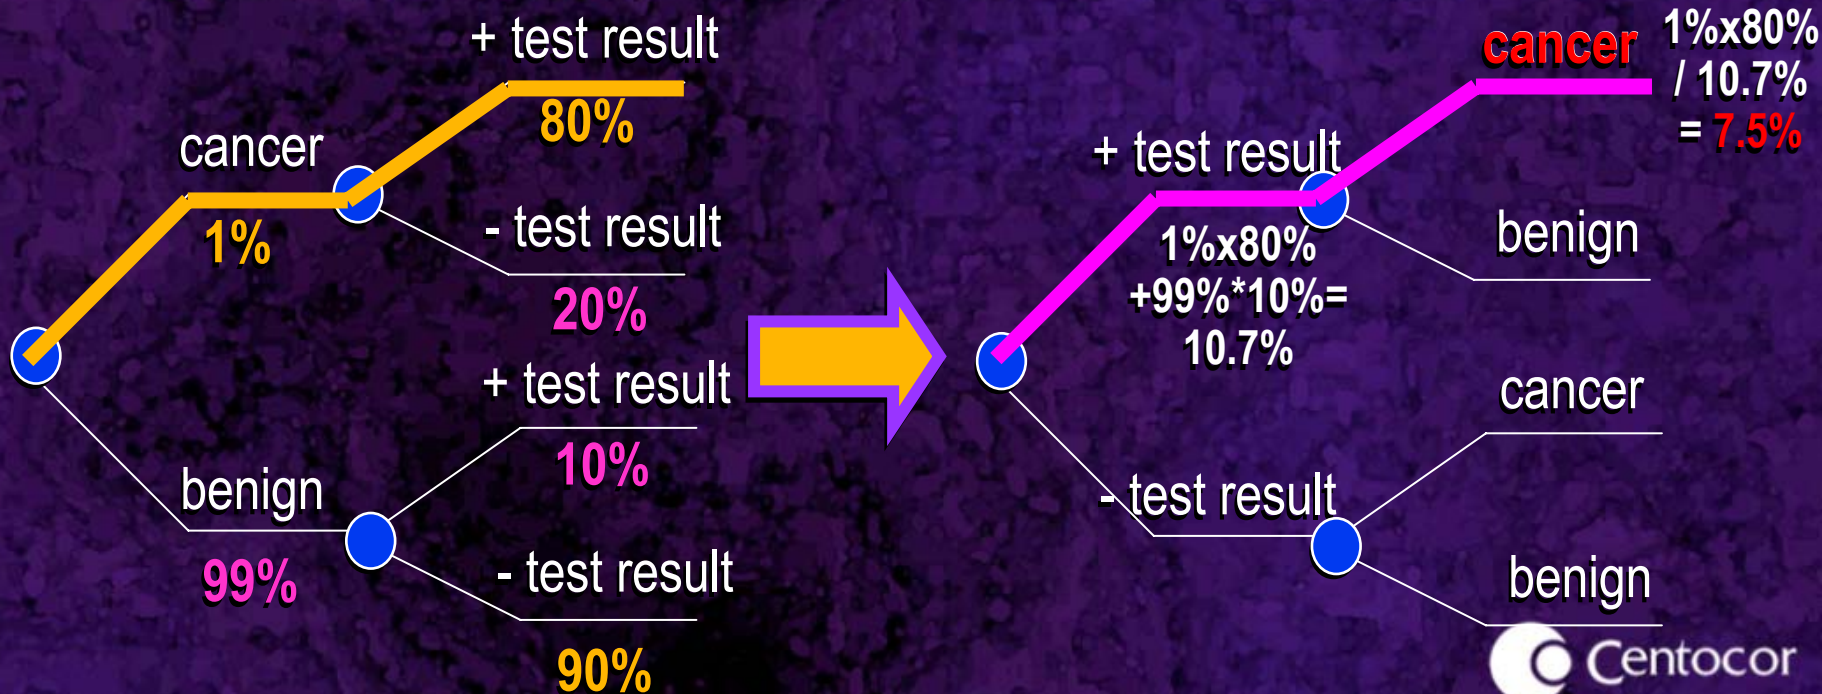 + test result
80%
cancer
1%
- test result
20%
+ test result
10%
benign
99%
- test result
90%
cancer
1%x80%
/ 10.7%
= 7.5%
+ test result
1%x80%
+99%*10%=
10.7%
benign
cancer
- test result
benign
Centocor